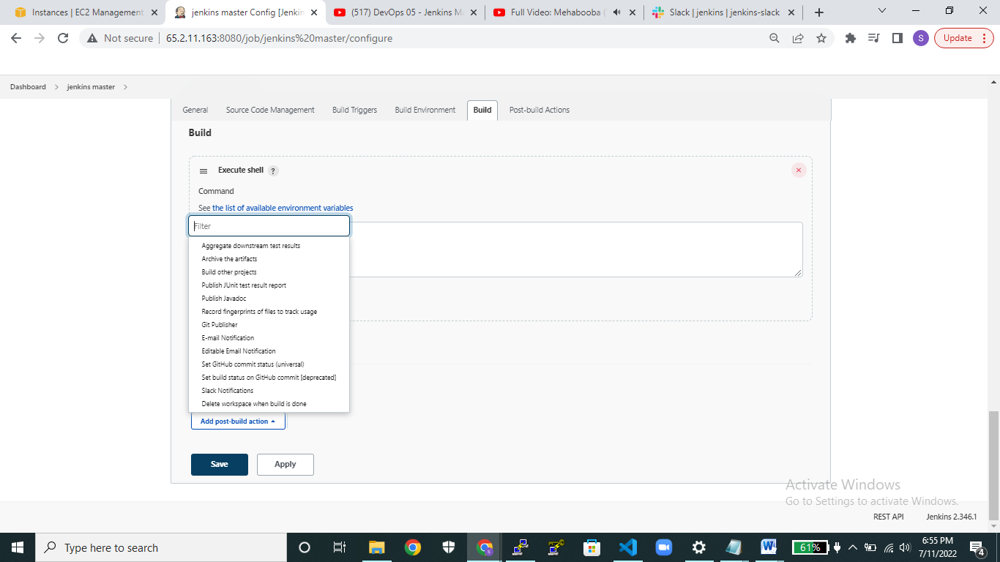 Instances | EC2 Management
jenkins master Config [Jenkin
(517) DevOps 05 - Jenkins Ma
Full Video: Mehabooba (
Slack | jenkins | jenkins-slack
Not secure
65.2.11.163:8080/job/jenkins%20master/configure
S
Update
Dashboard
jenkins master
General
Source Code Management
Build Triggers
Build Environment
Build
Post-build Actions
Build
Execute shell ?
Command
See the list of available environment variables
Filter
Aggregate downstream test results
Archive the artifacts
Build other projects
Publish JUnit test result report
Publish Javadoc
Record fingerprints of files to track usage
Git Publisher
E-mail Notification
Editable Email Notification
Set GitHub commit status (universal)
Set build status on GitHub commit [deprecated]
Slack Notifications
Delete workspace when build is done
Add post-build action
Save
Apply
Activate Windows
Go to Settings to activate Windows.
REST API
Jenkins 2.346.1
Type here to search
61%
6:55 PM
7/11/2022
4